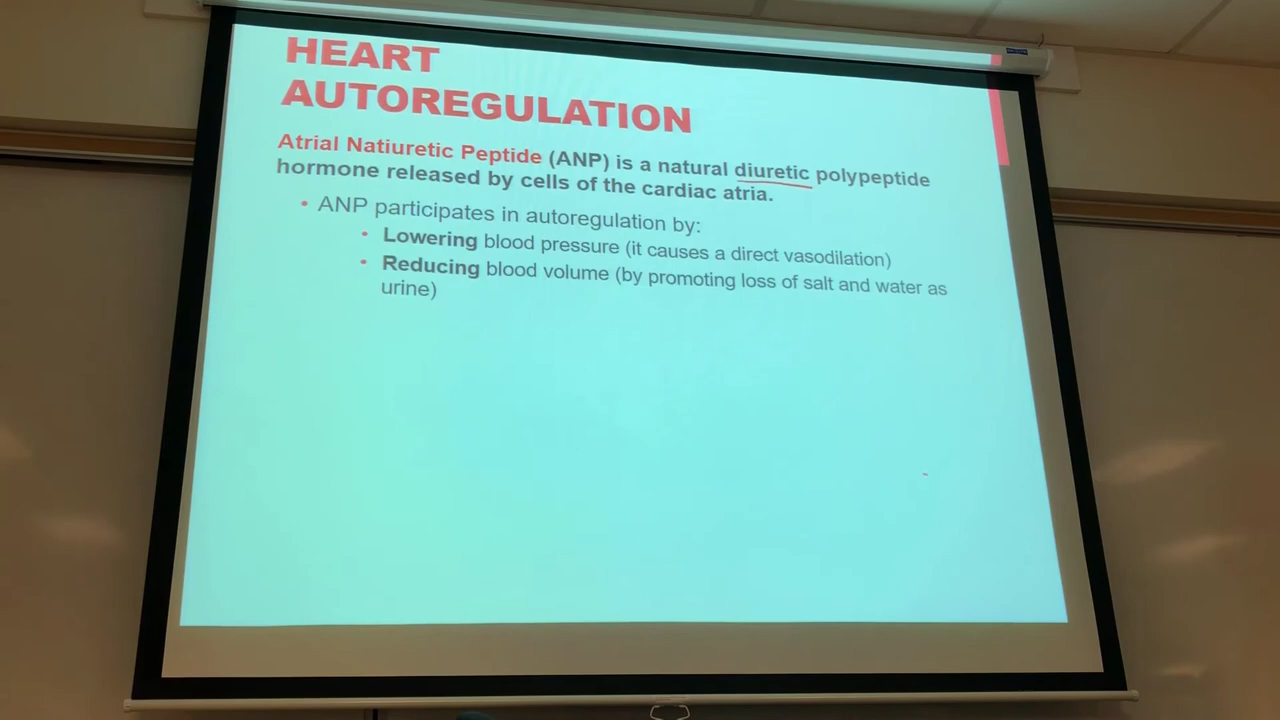 HEART
AUTOREGULATION
Atrial Natiuretic Peptide (ANP) is a natural diuretic polypeptide
hormone released by cells of the cardiac atria.
• ANP participates in autoregulation by:
• Lowering blood pressure (it causes a direct vasodilation)
• Reducing blood volume (by promoting loss of salt and water as
urine)